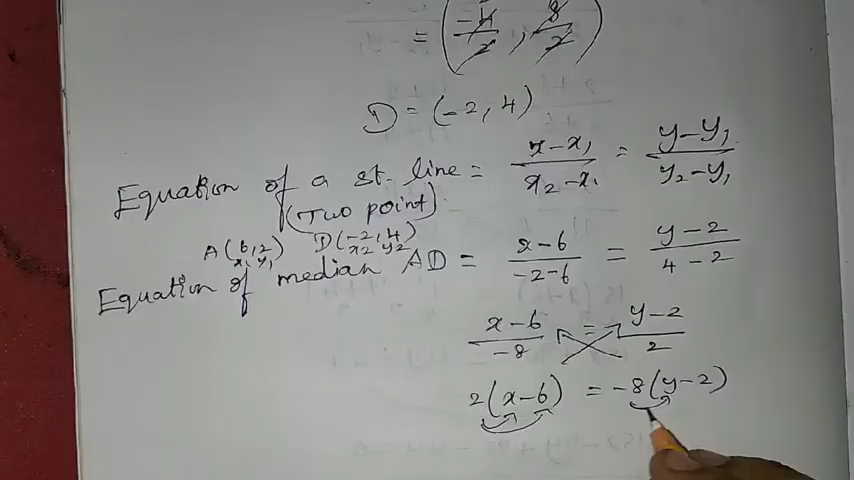 = (-4/2, 8/2)
D = (-2, 4)
Equation of a st. line = x-x₁/x₂-x₁ = y-y₁/y₂-y₁
(Two point)
A(6,2) D(-2,4)
x₁ y₁ x₂ y₂
Equation of median AD = x-6/-2-6 = y-2/4-2
x-6/-8 = y-2/2
2(x-6) = -8(y-2)